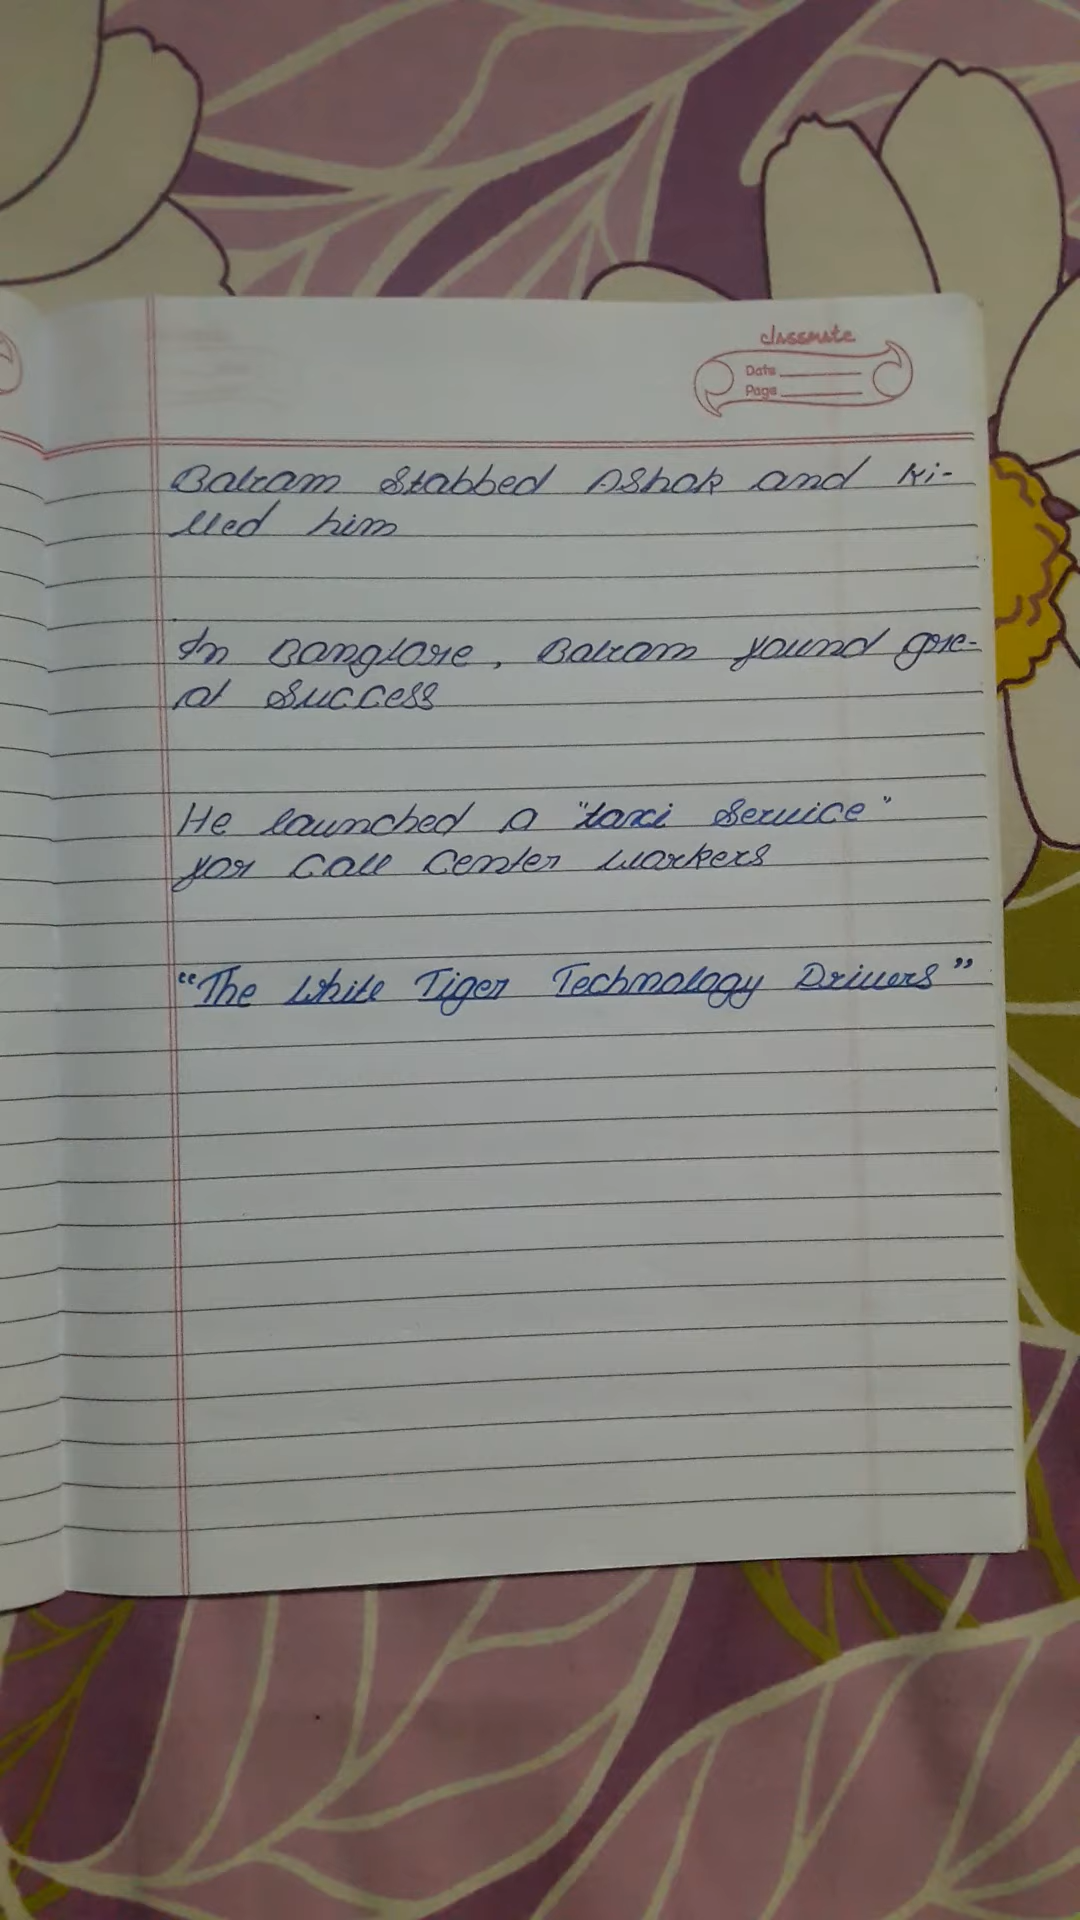 classmate
Date
Page
Balram Stabbed Ashok and ki-
lled him
In Banglore, Balram found gre-
at success
He launched a "taxi Service"
for Call Center workers
"The White Tiger Technology Drivers"